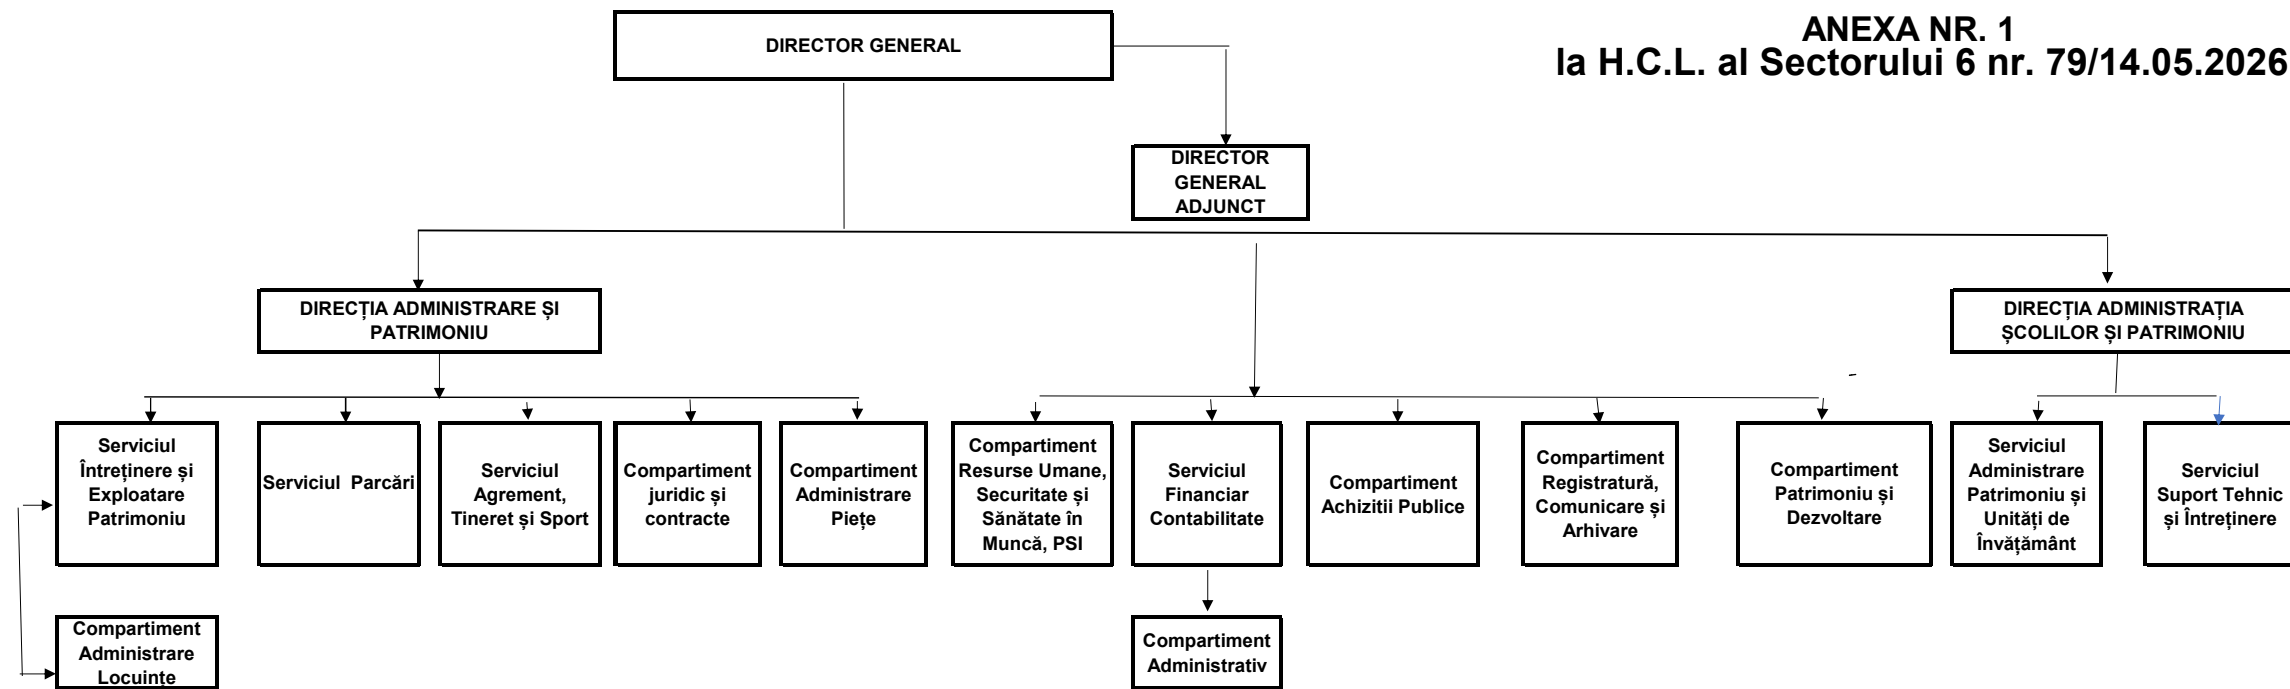 ANEXA NR. 1
la H.C.L. al Sectorului 6 nr. 79/14.05.2026
DIRECTOR GENERAL
DIRECTOR
GENERAL
ADJUNCT
DIRECȚIA ADMINISTRARE ȘI
PATRIMONIU
DIRECȚIA ADMINISTRAȚIA
ȘCOLILOR ȘI PATRIMONIU
Serviciul
Întreținere și
Exploatare
Patrimoniu
Serviciul Parcări
Serviciul
Agrement,
Tineret și Sport
Compartiment
juridic și
contracte
Compartiment
Administrare
Piețe
Compartiment
Resurse Umane,
Securitate și
Sănătate în
Muncă, PSI
Serviciul
Financiar
Contabilitate
Compartiment
Achizitii Publice
Compartiment
Registratură,
Comunicare și
Arhivare
Compartiment
Patrimoniu și
Dezvoltare
Serviciul
Administrare
Patrimoniu și
Unități de
Învățământ
Serviciul
Suport Tehnic
și Întreținere
Compartiment
Administrare
Locuințe
Compartiment
Administrativ